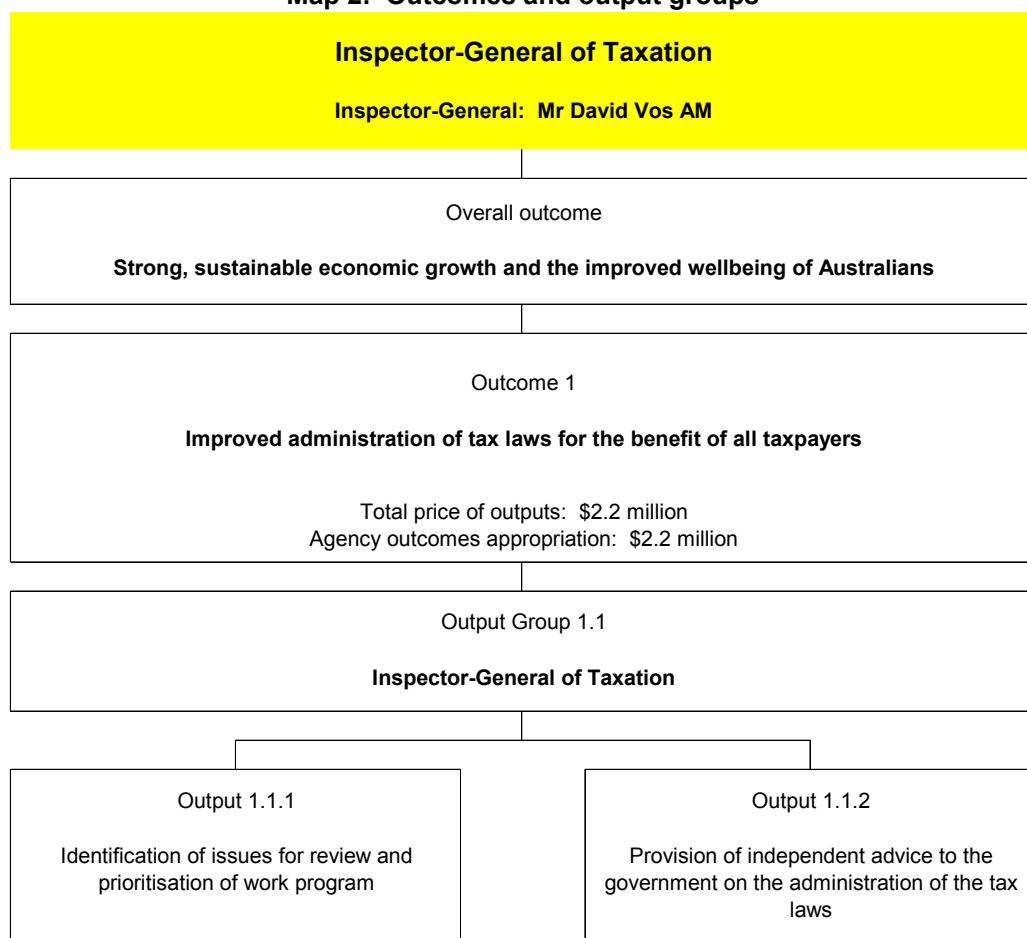 Map 2: Outcomes and output groups
Inspector-General of Taxation
Inspector-General: Mr David Vos AM
Overall outcome
Strong, sustainable economic growth and the improved wellbeing of Australians
Outcome 1
Improved administration of tax laws for the benefit of all taxpayers
Total price of outputs: $2.2 million
Agency outcomes appropriation: $2.2 million
Output Group 1.1
Inspector-General of Taxation
Output 1.1.1
Identification of issues for review and
prioritisation of work program
Output 1.1.2
Provision of independent advice to the
government on the administration of the tax
laws